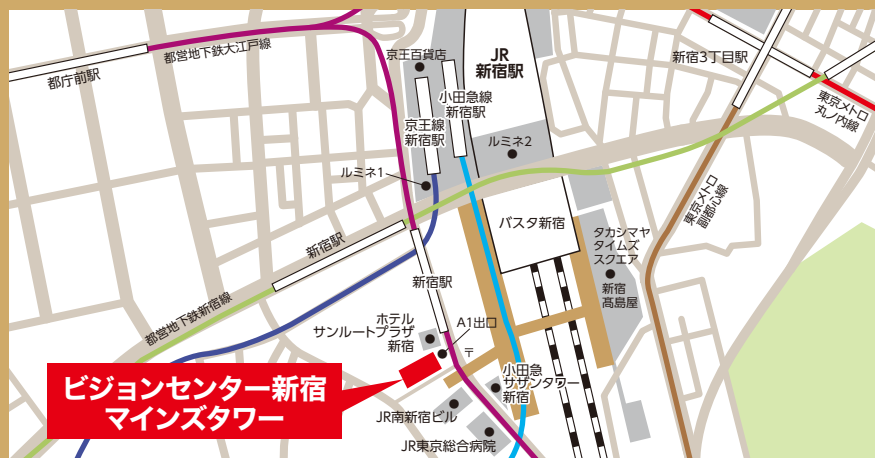 都庁前駅
都営地下鉄大江戸線
京王百貨店
JR
新宿駅
小田急線
新宿駅
京王線
新宿駅
新宿3丁目駅
東京メトロ
丸ノ内線
ルミネ2
ルミネ1
東京メトロ
副都心線
バスタ新宿
タカシマヤ
タイムズ
スクエア
新宿
髙島屋
新宿駅
都営地下鉄新宿線
新宿駅
ホテル
サンルートプラザ
新宿
A1出口
〒
小田急
サザンタワー
新宿
ビジョンセンター新宿
マインズタワー
JR南新宿ビル
JR東京総合病院